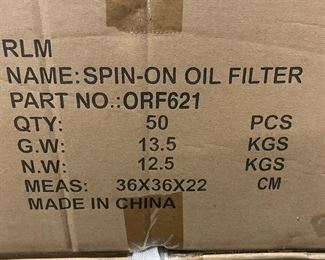 RLM
NAME: SPIN-ON OIL FILTER
PART NO.: ORF621
QTY: 50 PCS
G.W: 13.5 KGS
N.W: 12.5 KGS
MEAS: 36X36X22 CM
MADE IN CHINA